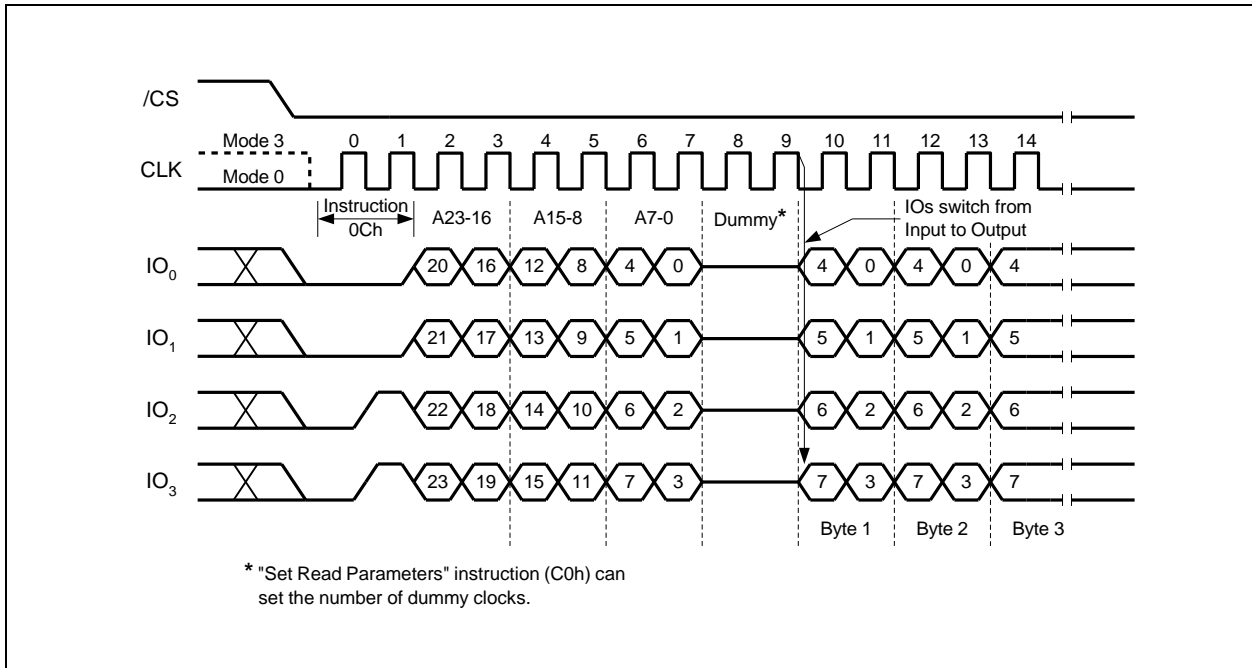 /CS
Mode 3 0 1 2 3 4 5 6 7 8 9 10 11 12 13 14
CLK
Mode 0
Instruction
0Ch
A23-16 A15-8 A7-0 Dummy*
IOs switch from
Input to Output
IO0 20 16 12 8 4 0 4 0 4 0 4
IO1 21 17 13 9 5 1 5 1 5 1 5
IO2 22 18 14 10 6 2 6 2 6 2 6
IO3 23 19 15 11 7 3 7 3 7 3 7
Byte 1 Byte 2 Byte 3
* "Set Read Parameters" instruction (C0h) can
set the number of dummy clocks.